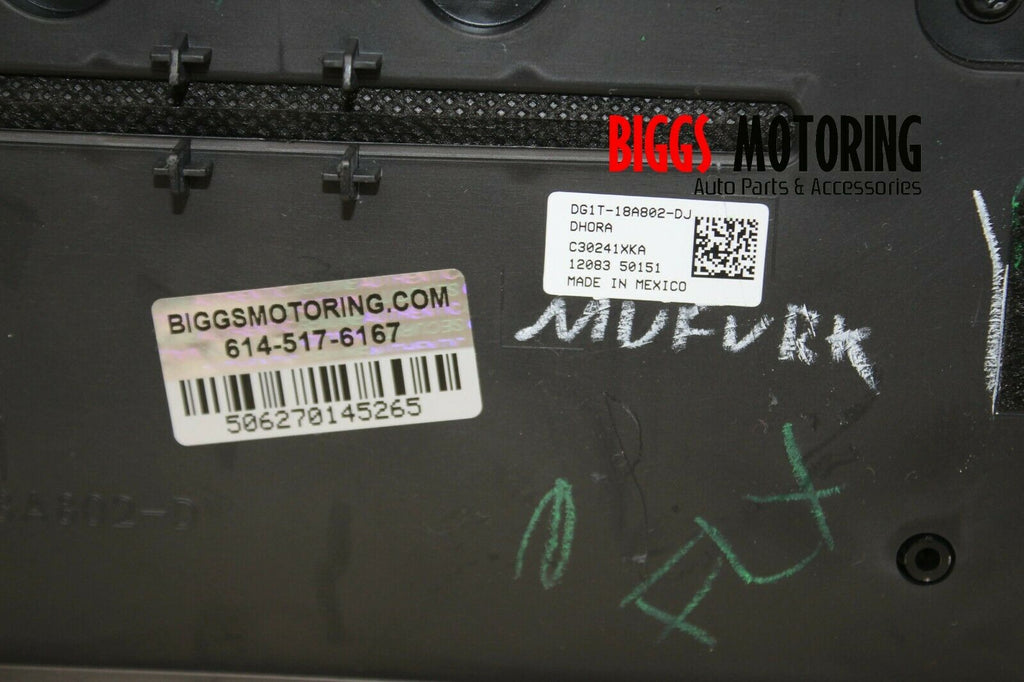 BIGGS MOTORING
Auto Parts & Accessories
DG1T-18A802-DJ
DHORA
C30241XKA
12083 50151
MADE IN MEXICO
BIGGSMOTORING.COM
614-517-6167
506270145265
A802-D